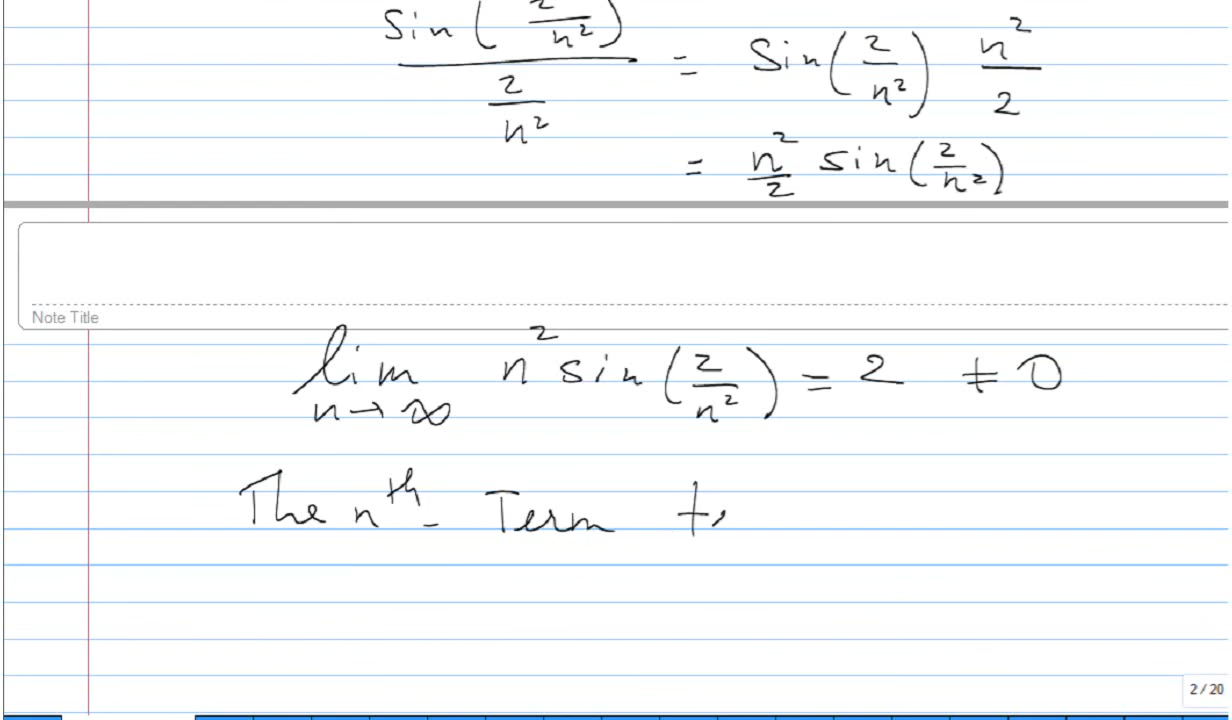 sin(2/n²) / (2/n²) = Sin(2/n²) n²/2
= n²/2 sin(2/n²)
Note Title
lim n→∞ n² sin(2/n²) = 2 ≠ 0
The nth- Term
2 / 20